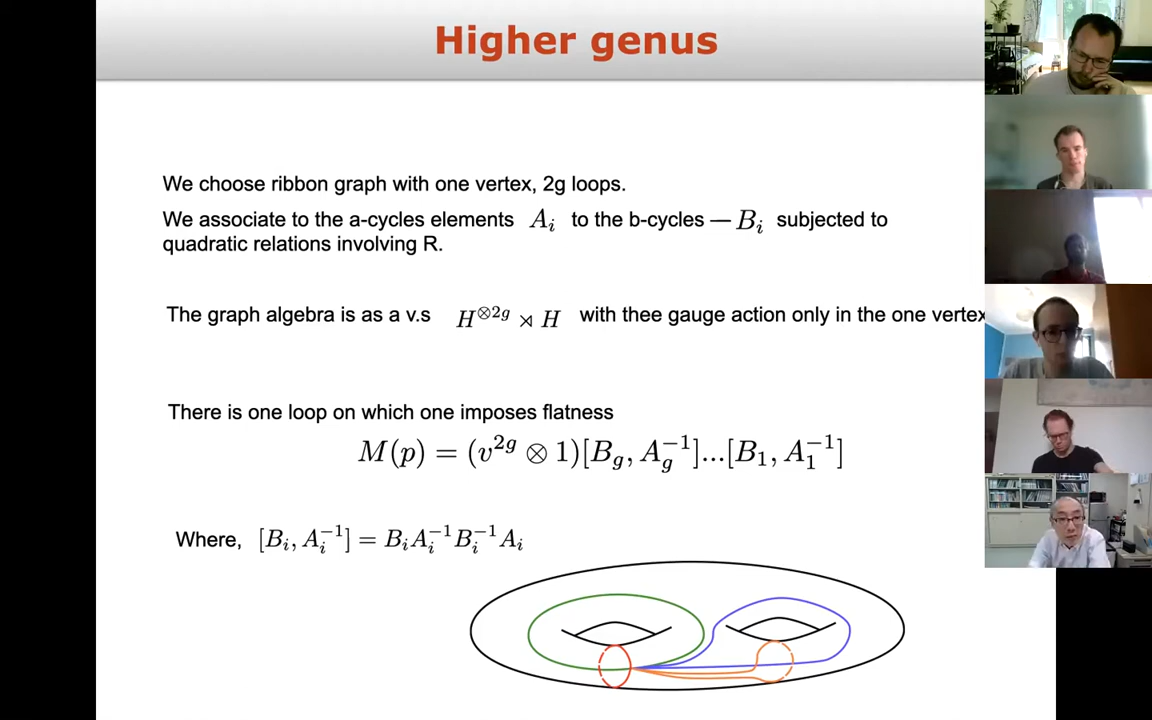 Higher genus
We choose ribbon graph with one vertex, 2g loops.
We associate to the a-cycles elements A_i to the b-cycles — B_i subjected to
quadratic relations involving R.
The graph algebra is as a v.s H^{⊗2g} ⋊ H with thee gauge action only in the one vertex
There is one loop on which one imposes flatness
M(p) = (v^{2g} ⊗ 1)[B_g, A_g^{-1}]...[B_1, A_1^{-1}]
Where, [B_i, A_i^{-1}] = B_i A_i^{-1} B_i^{-1} A_i